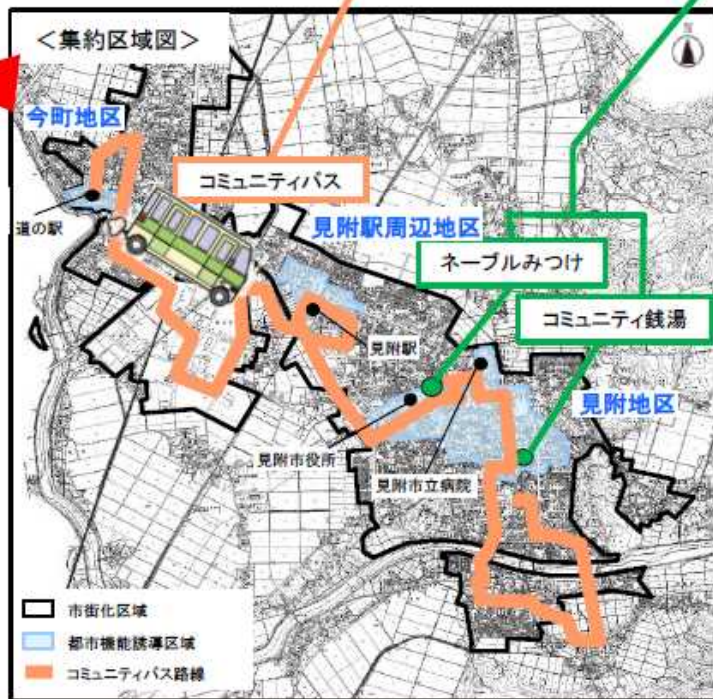 ＜集約区域図＞
今町地区
コミュニティバス
道の駅
見附駅周辺地区
ネーブルみつけ
コミュニティ銭湯
見附駅
見附地区
見附市役所
見附市立病院
市街化区域
都市機能誘導区域
コミュニティバス路線